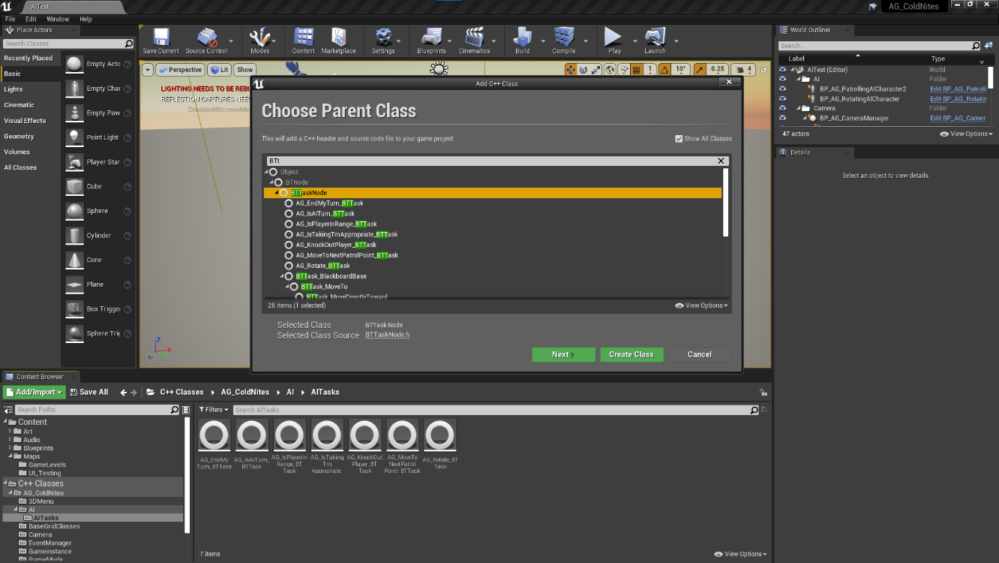 AITest
AG_ColdNites
File Edit Window Help
Place Actors
Search Classes
Recently Placed
Basic
Lights
Cinematic
Visual Effects
Geometry
Volumes
All Classes
Empty Acto
Empty Char
Empty Paw
Point Light
Player Star
Cube
Sphere
Cylinder
Cone
Plane
Box Trigger
Sphere Trig
Save Current Source Control Modes Content Marketplace Settings Blueprints Cinematics Build Compile Play Launch
Perspective Lit Show 1 10° 0.25 4
LIGHTING NEEDS TO BE REBU
REFLECTION CAPTURES NEE
'DisableAllScreenMe
Z
X
Add C++ Class
Choose Parent Class
This will add a C++ header and source code file to your game project.
Show All Classes
BTt
Object
BTNode
BTTaskNode
AG_EndMyTurn_BTTask
AG_IsAITurn_BTTask
AG_IsPlayerInRange_BTTask
AG_IsTakingTrnAppropriate_BTTask
AG_KnockOutPlayer_BTTask
AG_MoveToNextPatrolPoint_BTTask
AG_Rotate_BTTask
BTTask_BlackboardBase
BTTask_MoveTo
BTTask_MoveDirectlyToward
28 items (1 selected)
View Options
Selected Class BTTask Node
Selected Class Source BTTaskNode.h
Next Create Class Cancel
World Outliner
Search...
Label Type
AITest (Editor) World
AI Folder
BP_AG_PatrollingAICharacter2 Edit BP_AG_Patrolli
BP_AG_RotatingAICharacter Edit BP_AG_Rotatin
Camera Folder
BP_AG_CameraManager Edit BP_AG_Camer
47 actors
View Options
Details
Select an object to view details.
Content Browser
Add/Import Save All C++ Classes AG_ColdNites AI AITasks
Search Paths
Filters Search AITasks
Content
Art
Audio
Blueprints
Maps
GameLevels
UI_Testing
C++ Classes
AG_ColdNites
3DMenu
AI
AITasks
BaseGridClasses
Camera
EventManager
Gameinstance
GameMode
AG_EndMy
Turn_BTTask
AG_IsAITurn_
BTTask
AG_IsPlayerIn
Range_BT
Task
AG_IsTaking
Trn
Appropriate
AG_KnockOut
Player_BT
Task
AG_MoveTo
NextPatrol
Point_BTTask
AG_Rotate_BT
Task
7 items
View Options